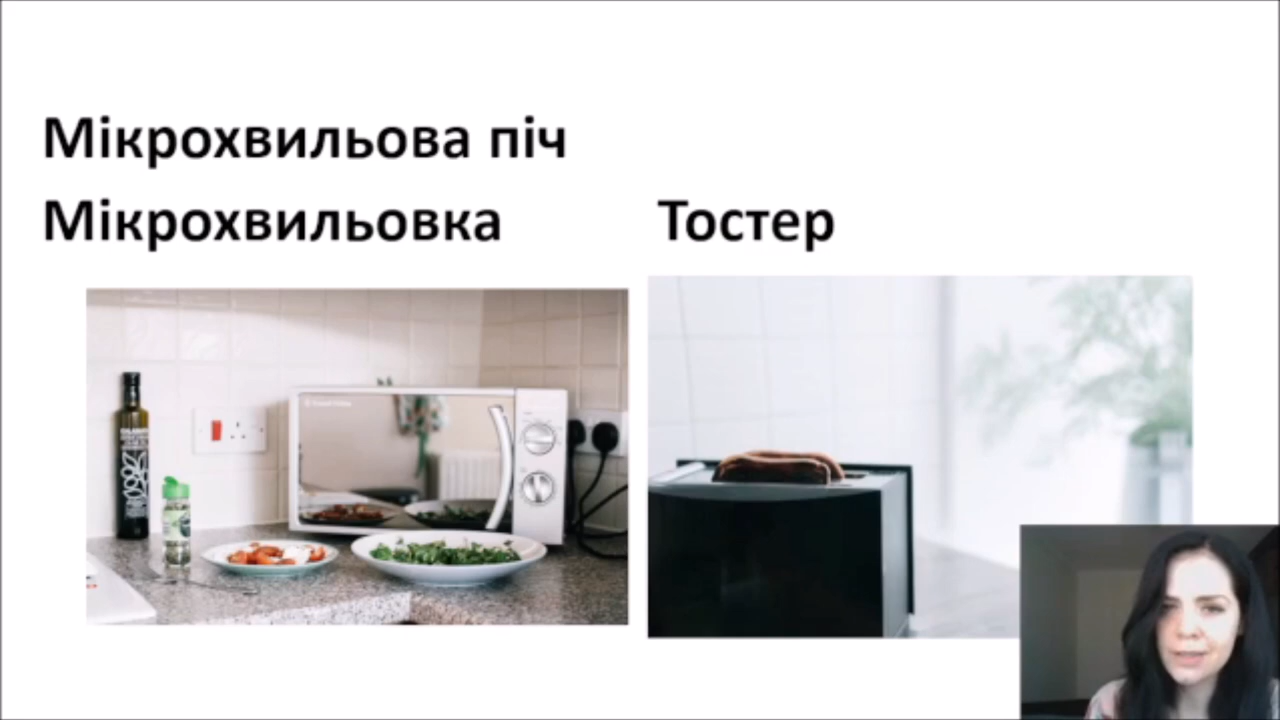 Мікрохвильова піч
Мікрохвильовка
Тостер